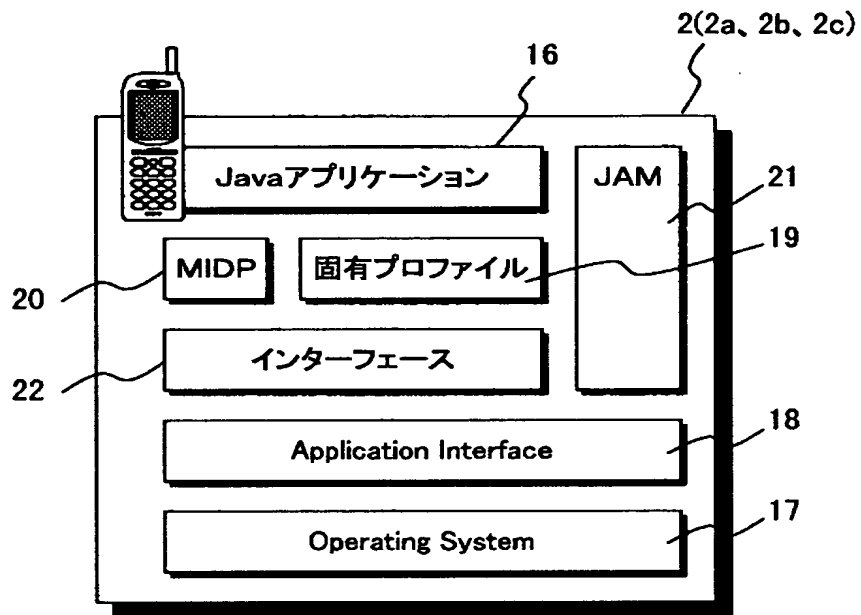 2(2a、2b、2c)
16
Javaアプリケーション
JAM
21
MIDP
固有プロファイル
19
20
インターフェース
22
Application Interface
18
Operating System
17